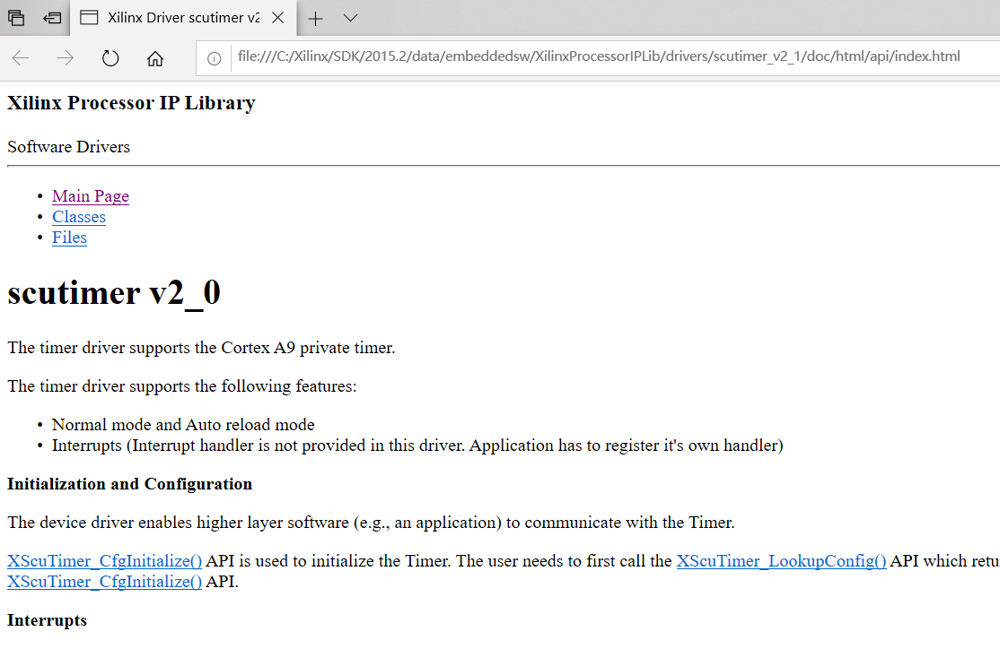 Xilinx Driver scutimer v2
file:///C:/Xilinx/SDK/2015.2/data/embeddedsw/XilinxProcessorIPLib/drivers/scutimer_v2_1/doc/html/api/index.html
Xilinx Processor IP Library
Software Drivers
• Main Page
• Classes
• Files
scutimer v2_0
The timer driver supports the Cortex A9 private timer.
The timer driver supports the following features:
• Normal mode and Auto reload mode
• Interrupts (Interrupt handler is not provided in this driver. Application has to register it's own handler)
Initialization and Configuration
The device driver enables higher layer software (e.g., an application) to communicate with the Timer.
XScuTimer_CfgInitialize() API is used to initialize the Timer. The user needs to first call the XScuTimer_LookupConfig() API which
XScuTimer_CfgInitialize() API.
Interrupts